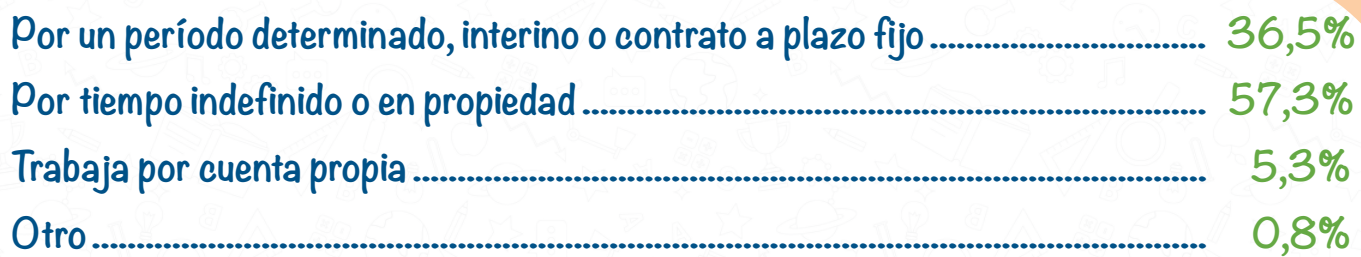 Por un período determinado, interino o contrato a plazo fijo .............................. 36,5%
Por tiempo indefinido o en propiedad .............................................................. 57,3%
Trabaja por cuenta propia ............................................................................... 5,3%
Otro ................................................................................................................ 0,8%